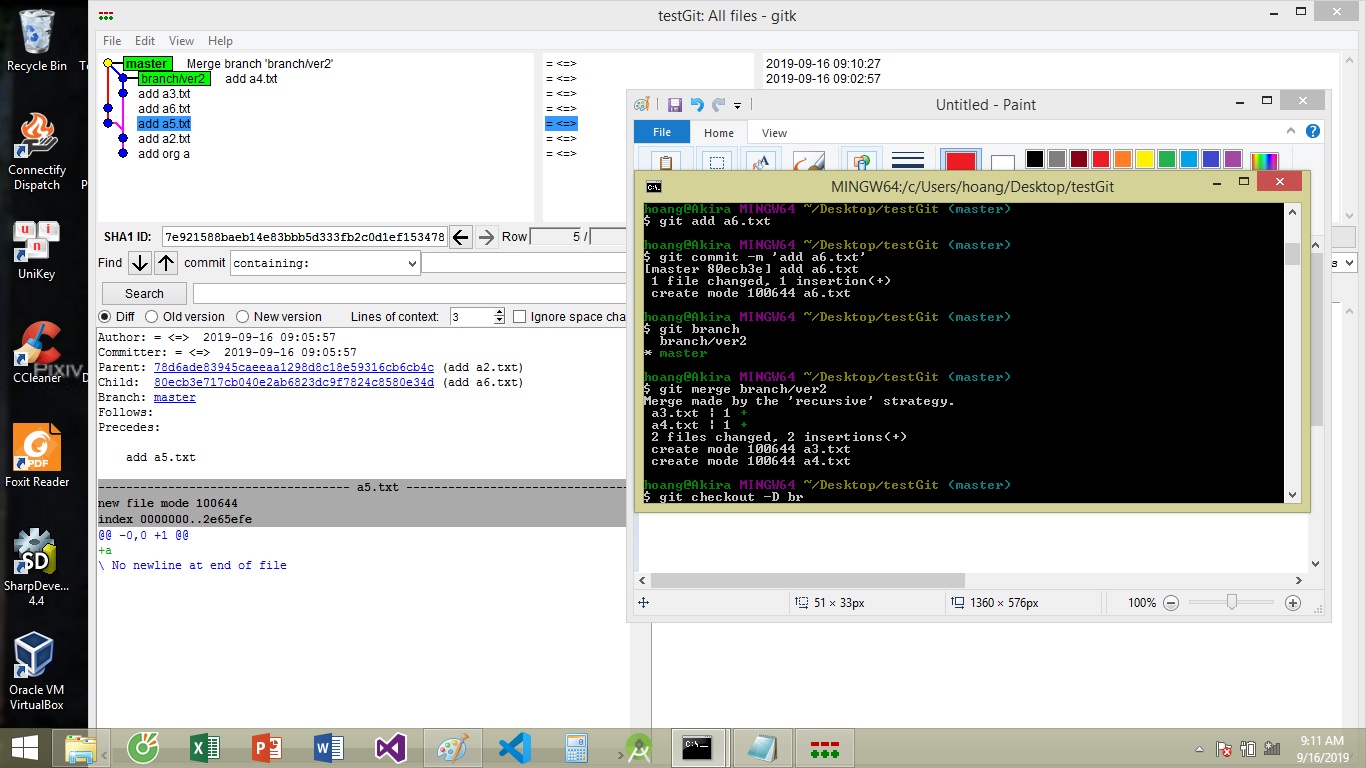 Recycle Bin
Connectify
Dispatch
UniKey
CCleaner
Pixiv
Foxit Reader
SharpDeve...
4.4
Oracle VM
VirtualBox
testGit: All files - gitk
File Edit View Help
master Merge branch 'branch/ver2'
branch/ver2 add a4.txt
add a3.txt
add a6.txt
add a5.txt
add a2.txt
add org a
= <=>
= <=>
= <=>
= <=>
= <=>
= <=>
= <=>
2019-09-16 09:10:27
2019-09-16 09:02:57
SHA1 ID: 7e921588baeb14e83bbb5d333fb2c0d1ef153478 Row 5 /
Find commit containing:
Search
Diff Old version New version Lines of context: 3 Ignore space cha
Author: = <=> 2019-09-16 09:05:57
Committer: = <=> 2019-09-16 09:05:57
Parent: 78d6ade83945caeeaa1298d8c18e59316cb6cb4c (add a2.txt)
Child: 80ecb3e717cb040e2ab6823dc9f7824c8580e34d (add a6.txt)
Branch: master
Follows:
Precedes:
add a5.txt
------------------------------------ a5.txt ------------------------------------
new file mode 100644
index 0000000..2e65efe
@@ -0,0 +1 @@
+a
\ No newline at end of file
Untitled - Paint
File Home View
MINGW64:/c/Users/hoang/Desktop/testGit
hoang@Akira MINGW64 ~/Desktop/testGit (master)
$ git add a6.txt
hoang@Akira MINGW64 ~/Desktop/testGit (master)
$ git commit -m 'add a6.txt'
[master 80ecb3e] add a6.txt
1 file changed, 1 insertion(+)
create mode 100644 a6.txt
hoang@Akira MINGW64 ~/Desktop/testGit (master)
$ git branch
branch/ver2
* master
hoang@Akira MINGW64 ~/Desktop/testGit (master)
$ git merge branch/ver2
Merge made by the 'recursive' strategy.
a3.txt | 1 +
a4.txt | 1 +
2 files changed, 2 insertions(+)
create mode 100644 a3.txt
create mode 100644 a4.txt
hoang@Akira MINGW64 ~/Desktop/testGit (master)
$ git checkout -D br
51 × 33px 1360 × 576px 100%
9:11 AM
9/16/2019